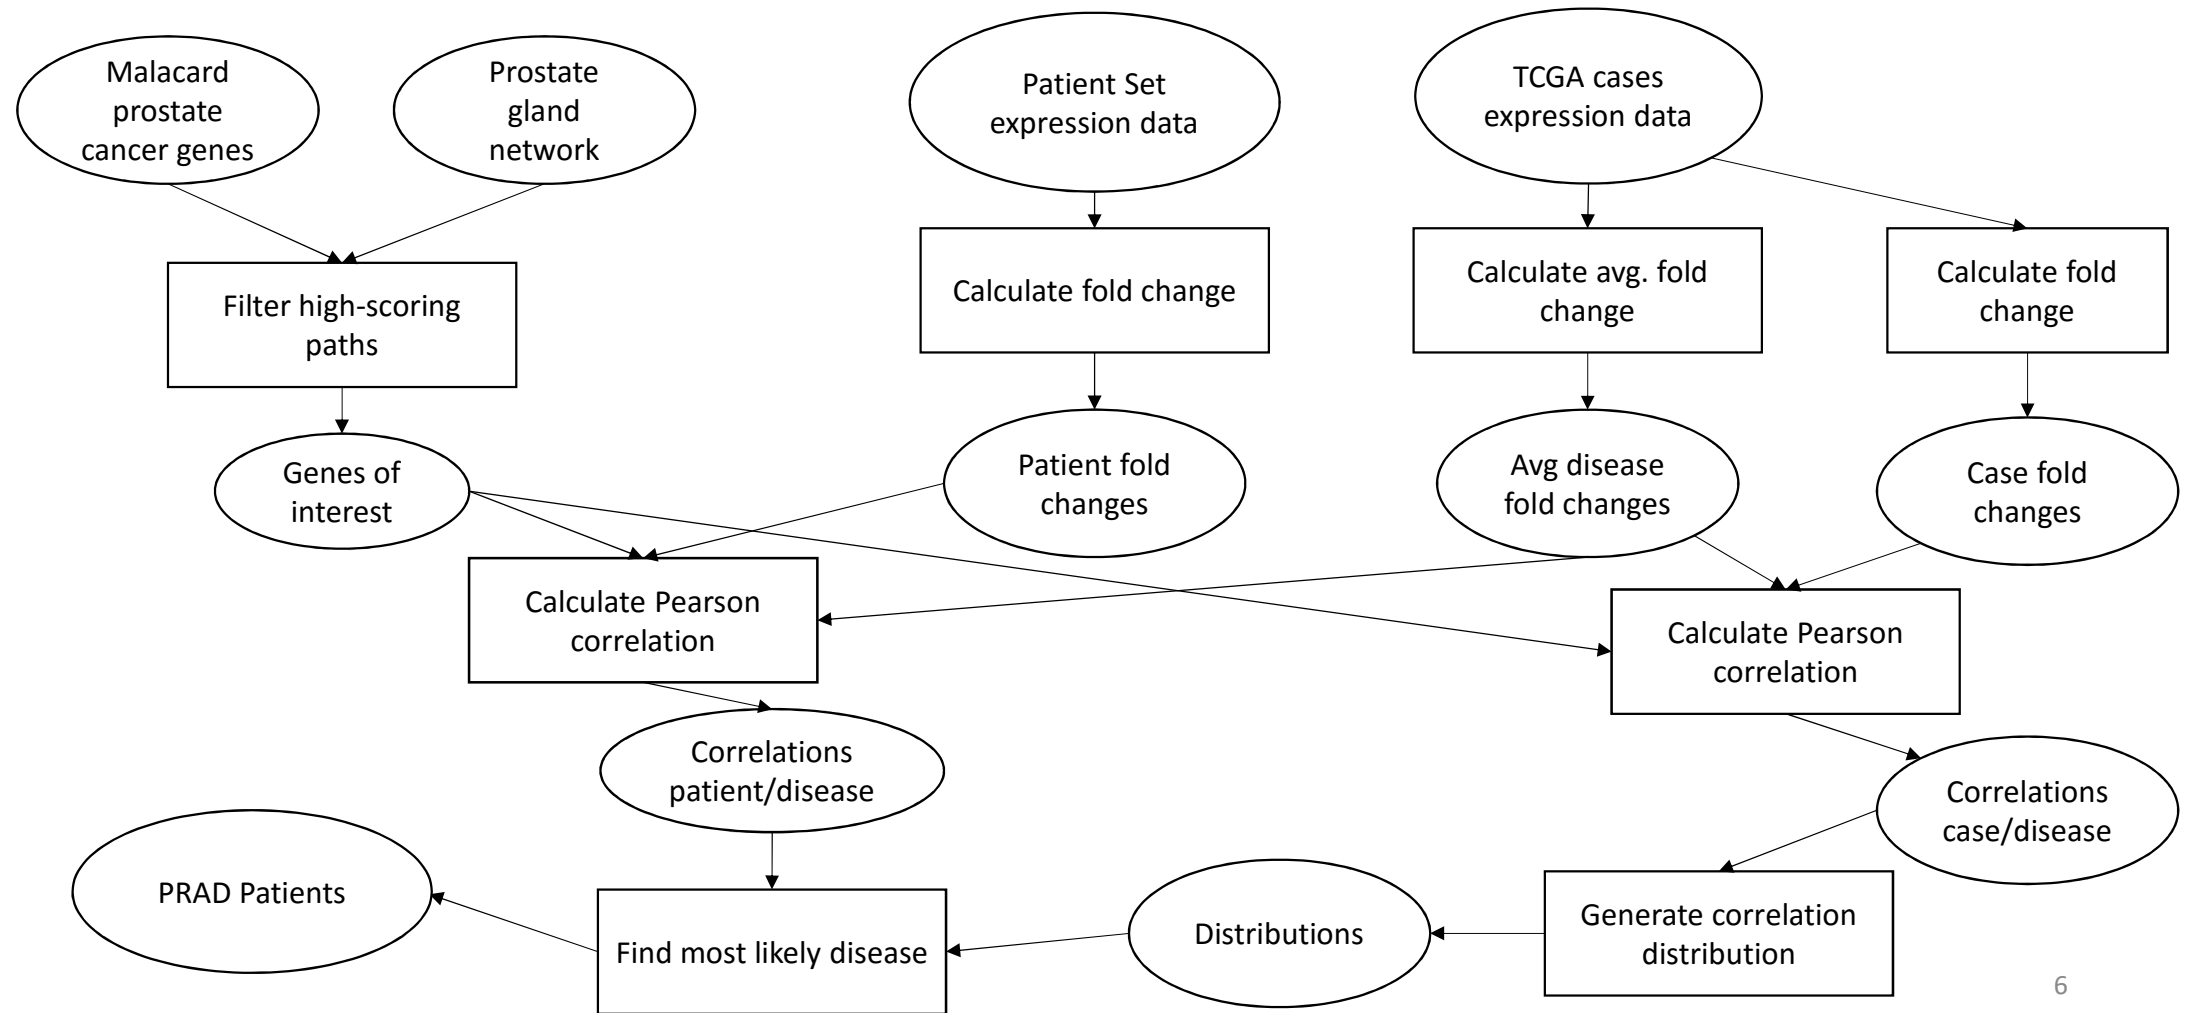 Malacard
prostate
cancer genes
Prostate
gland
network
Patient Set
expression data
TCGA cases
expression data
Filter high-scoring
paths
Calculate fold change
Calculate avg. fold
change
Calculate fold
change
Genes of
interest
Patient fold
changes
Avg disease
fold changes
Case fold
changes
Calculate Pearson
correlation
Calculate Pearson
correlation
Correlations
patient/disease
Correlations
case/disease
PRAD Patients
Find most likely disease
Distributions
Generate correlation
distribution
6